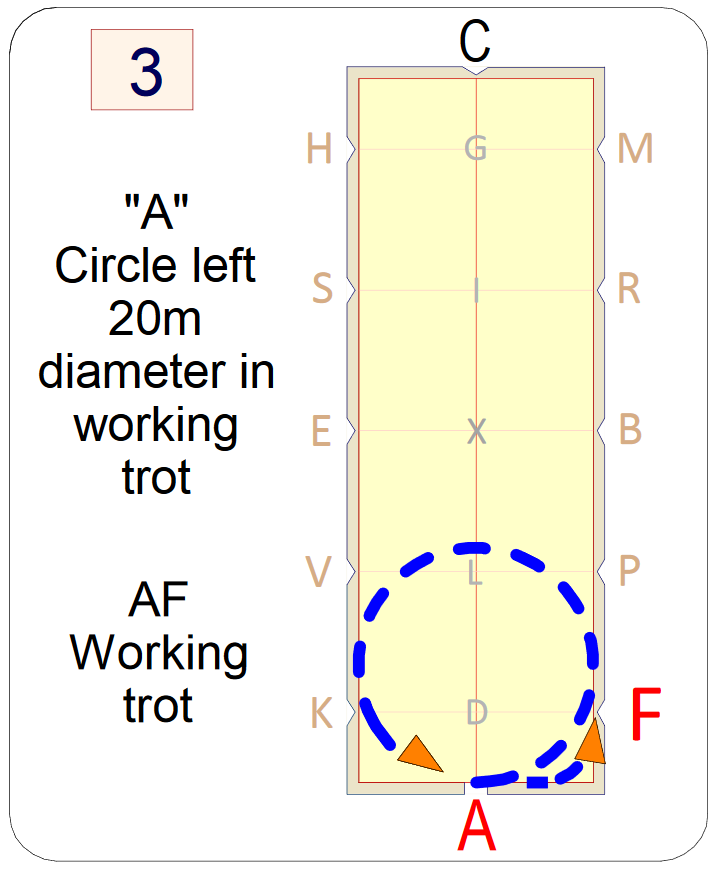 3
"A"
Circle left
20m
diameter in
working
trot
AF
Working
trot
C
H G M
S I R
E X B
V L P
K D F
A